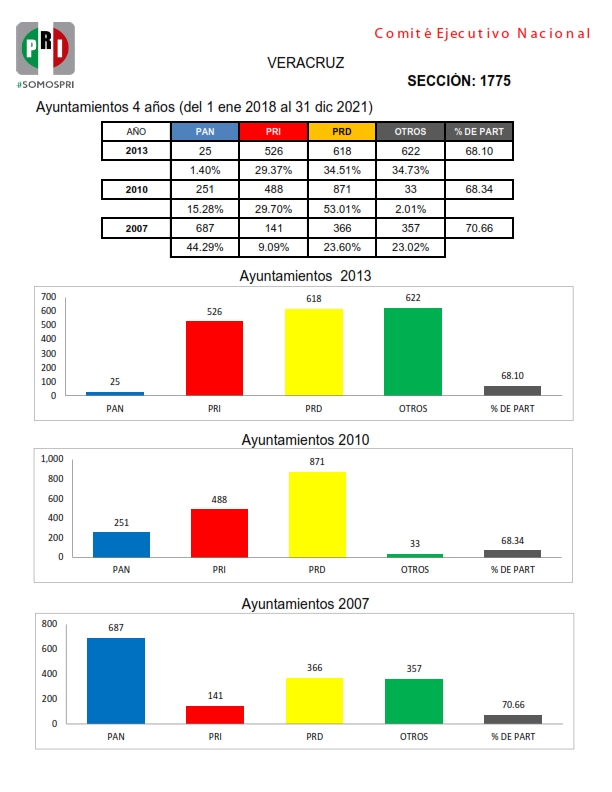 Comité Ejecutivo Nacional
PRI
#SOMOSPRI
VERACRUZ
SECCIÓN: 1775
Ayuntamientos 4 años (del 1 ene 2018 al 31 dic 2021)
AÑO PAN PRI PRD OTROS % DE PART
2013 25 526 618 622 68.10
1.40% 29.37% 34.51% 34.73%
2010 251 488 871 33 68.34
15.28% 29.70% 53.01% 2.01%
2007 687 141 366 357 70.66
44.29% 9.09% 23.60% 23.02%
Ayuntamientos 2013
700
600
500
400
300
200
100
0
25 526 618 622 68.10
PAN PRI PRD OTROS % DE PART
Ayuntamientos 2010
1,000
800
600
400
200
0
251 488 871 33 68.34
PAN PRI PRD OTROS % DE PART
Ayuntamientos 2007
800
600
400
200
0
687 141 366 357 70.66
PAN PRI PRD OTROS % DE PART